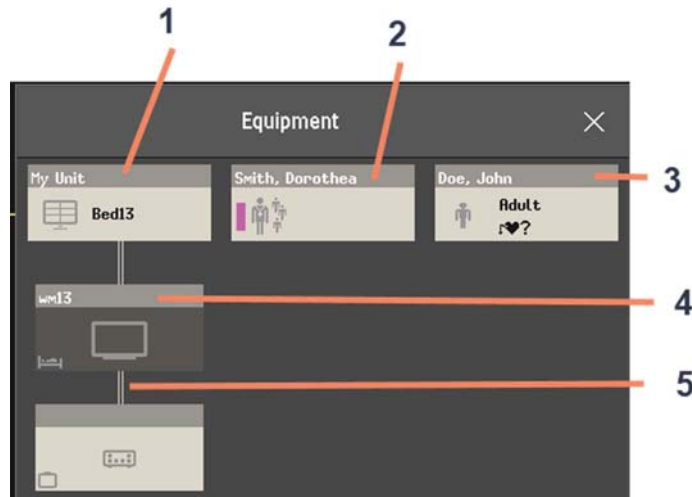 1
2
Equipment
My Unit
Smith, Dorothea
Doe, John
3
Bed13
Adult
?
wm13
4
5